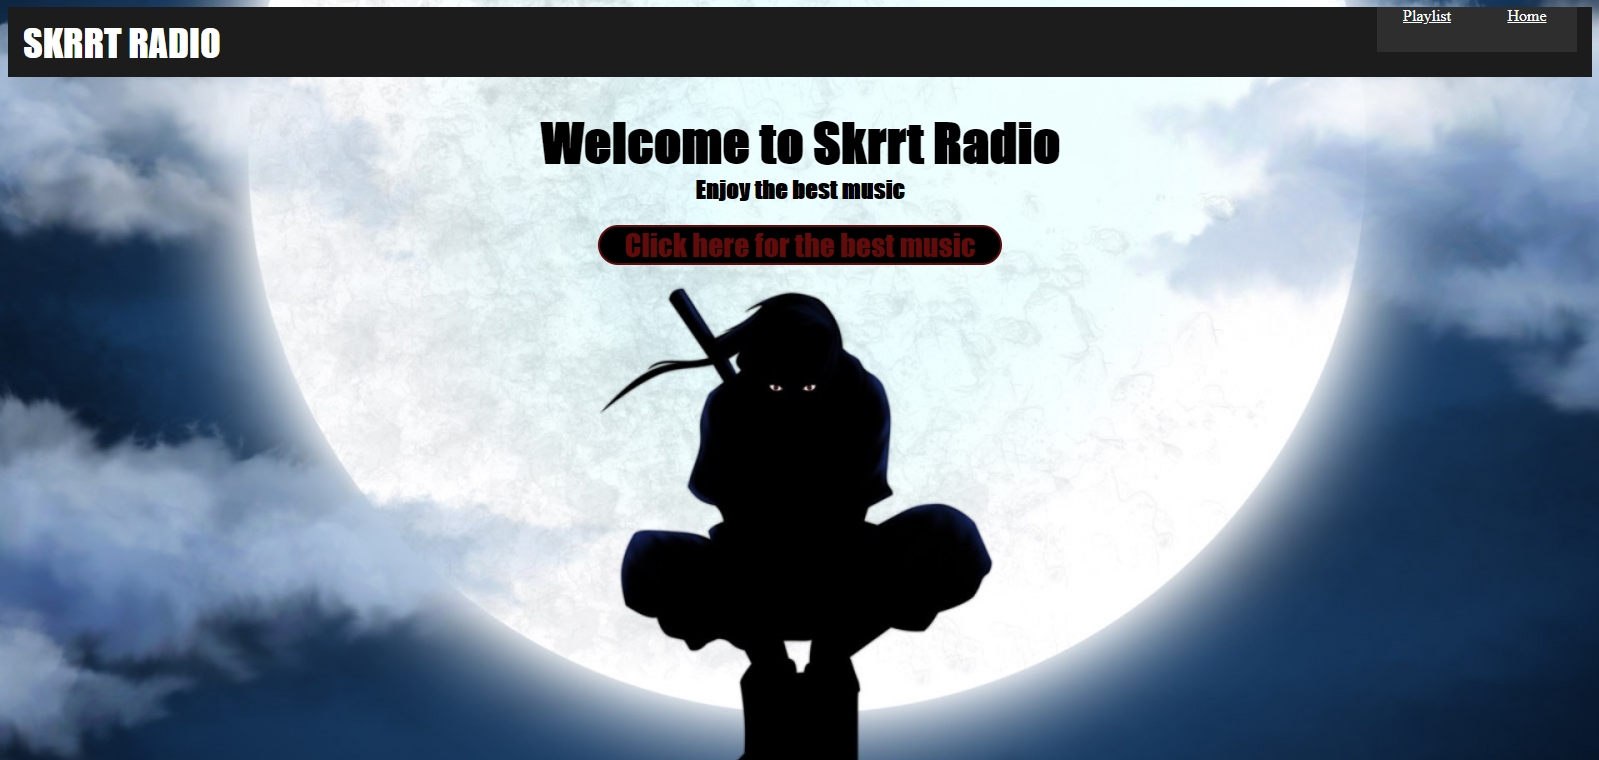 SKRRT RADIO
Playlist Home
Welcome to Skrrt Radio
Enjoy the best music
Click here for the best music